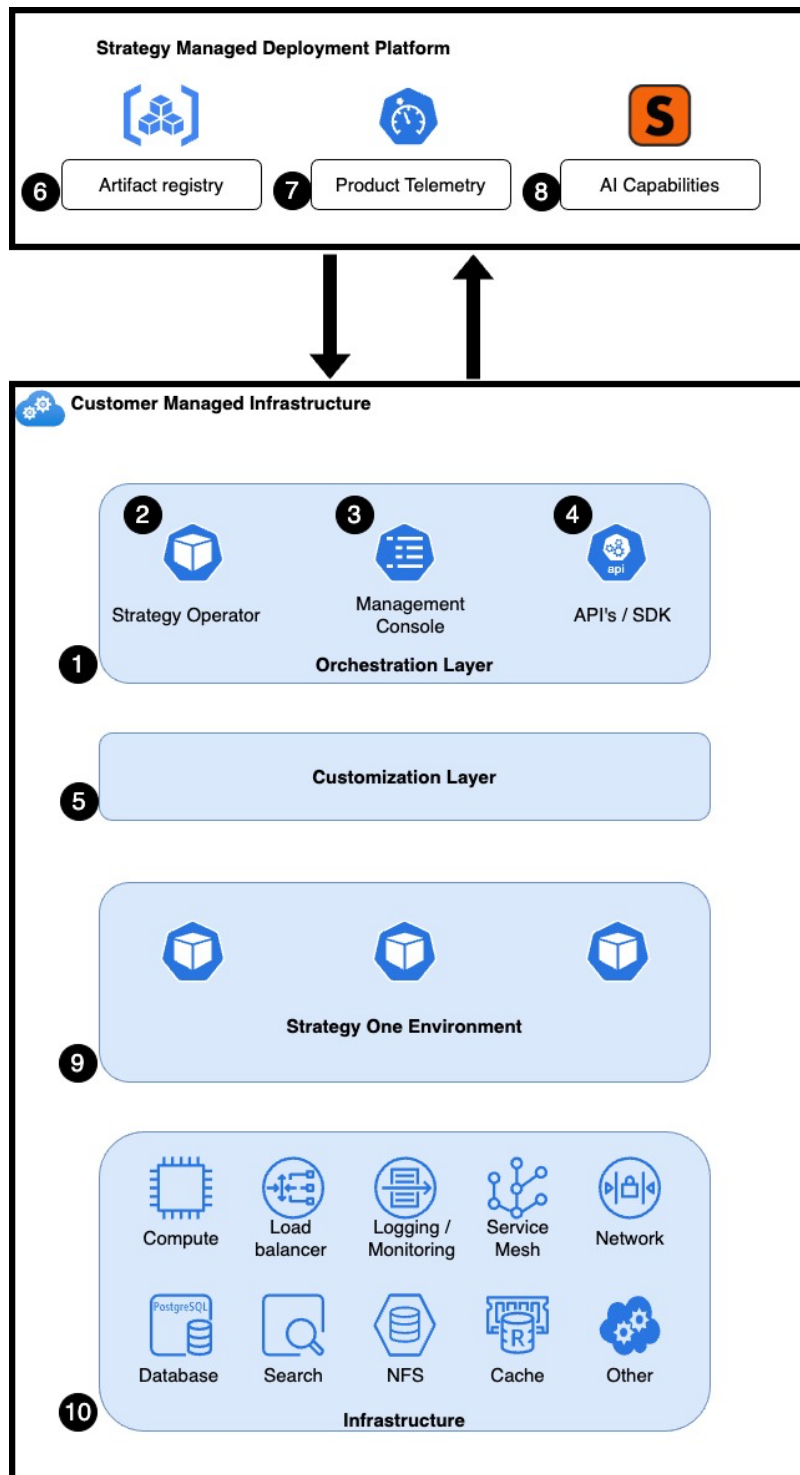 Strategy Managed Deployment Platform
S
6 Artifact registry
7 Product Telemetry
8 AI Capabilities
Customer Managed Infrastructure
2
3
4
api
Strategy Operator
Management
Console
API's / SDK
1
Orchestration Layer
Customization Layer
5
Strategy One Environment
9
Compute
Load
balancer
Logging /
Monitoring
Service
Mesh
Network
PostgreSQL
R
Database
Search
NFS
Cache
Other
10
Infrastructure